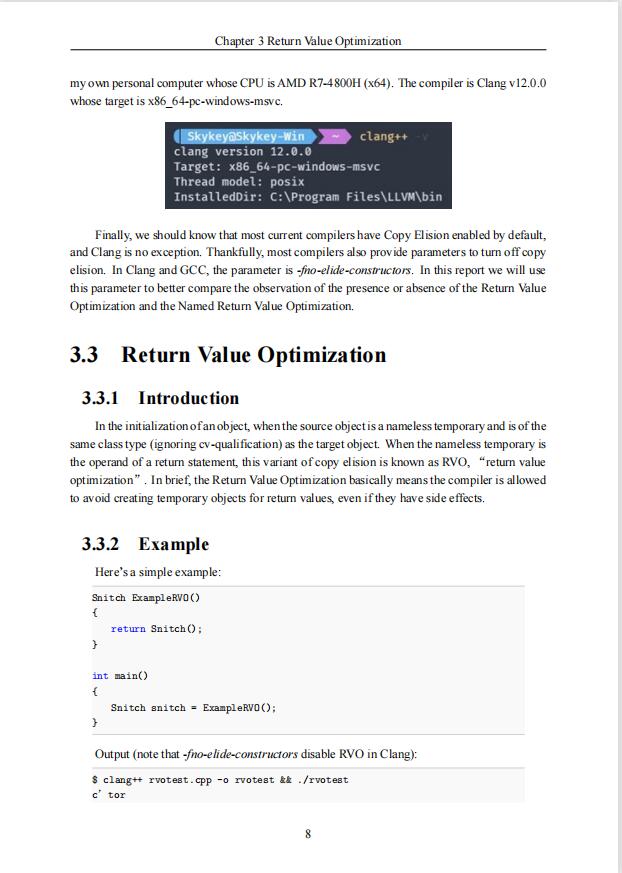 Chapter 3 Return Value Optimization
my own personal computer whose CPU is AMD R7-4800H (x64). The compiler is Clang v12.0.0
whose target is x86_64-pc-windows-msvc.
Skykey@Skykey-Win ~ clang++ -v
clang version 12.0.0
Target: x86_64-pc-windows-msvc
Thread model: posix
InstalledDir: C:\Program Files\LLVM\bin
Finally, we should know that most current compilers have Copy Elision enabled by default,
and Clang is no exception. Thankfully, most compilers also provide parameters to turn off copy
elision. In Clang and GCC, the parameter is -fno-elide-constructors. In this report we will use
this parameter to better compare the observation of the presence or absence of the Return Value
Optimization and the Named Return Value Optimization.
3.3 Return Value Optimization
3.3.1 Introduction
In the initialization of an object, when the source object is a nameless temporary and is of the
same class type (ignoring cv-qualification) as the target object. When the nameless temporary is
the operand of a return statement, this variant of copy elision is known as RVO, “return value
optimization”. In brief, the Return Value Optimization basically means the compiler is allowed
to avoid creating temporary objects for return values, even if they have side effects.
3.3.2 Example
Here’s a simple example:
Snitch ExampleRVO()
{
return Snitch();
}
int main()
{
Snitch snitch = ExampleRVO();
}
Output (note that -fno-elide-constructors disable RVO in Clang):
$ clang++ rvotest.cpp -o rvotest && ./rvotest
c’ tor
8